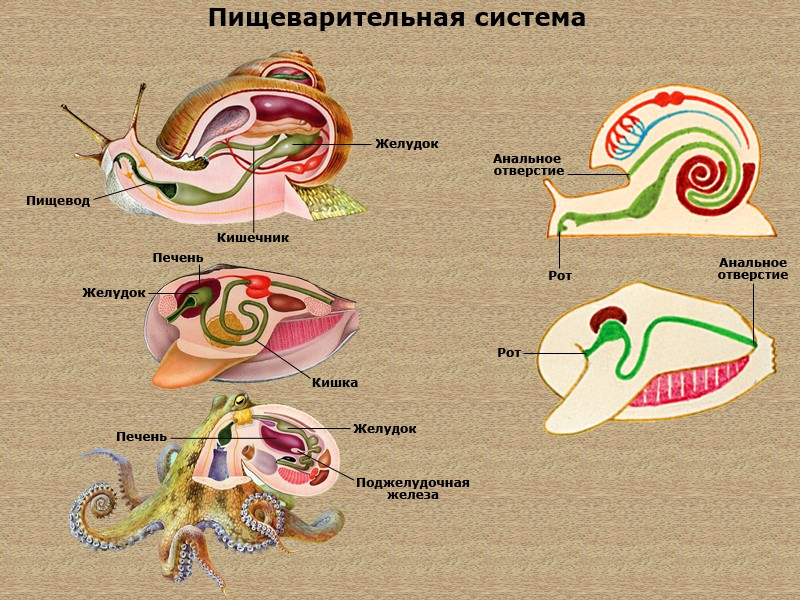 Пищеварительная система
Желудок
Пищевод
Кишечник
Анальное
отверстие
Рот
Печень
Желудок
Кишка
Анальное
отверстие
Рот
Печень
Желудок
Поджелудочная
железа